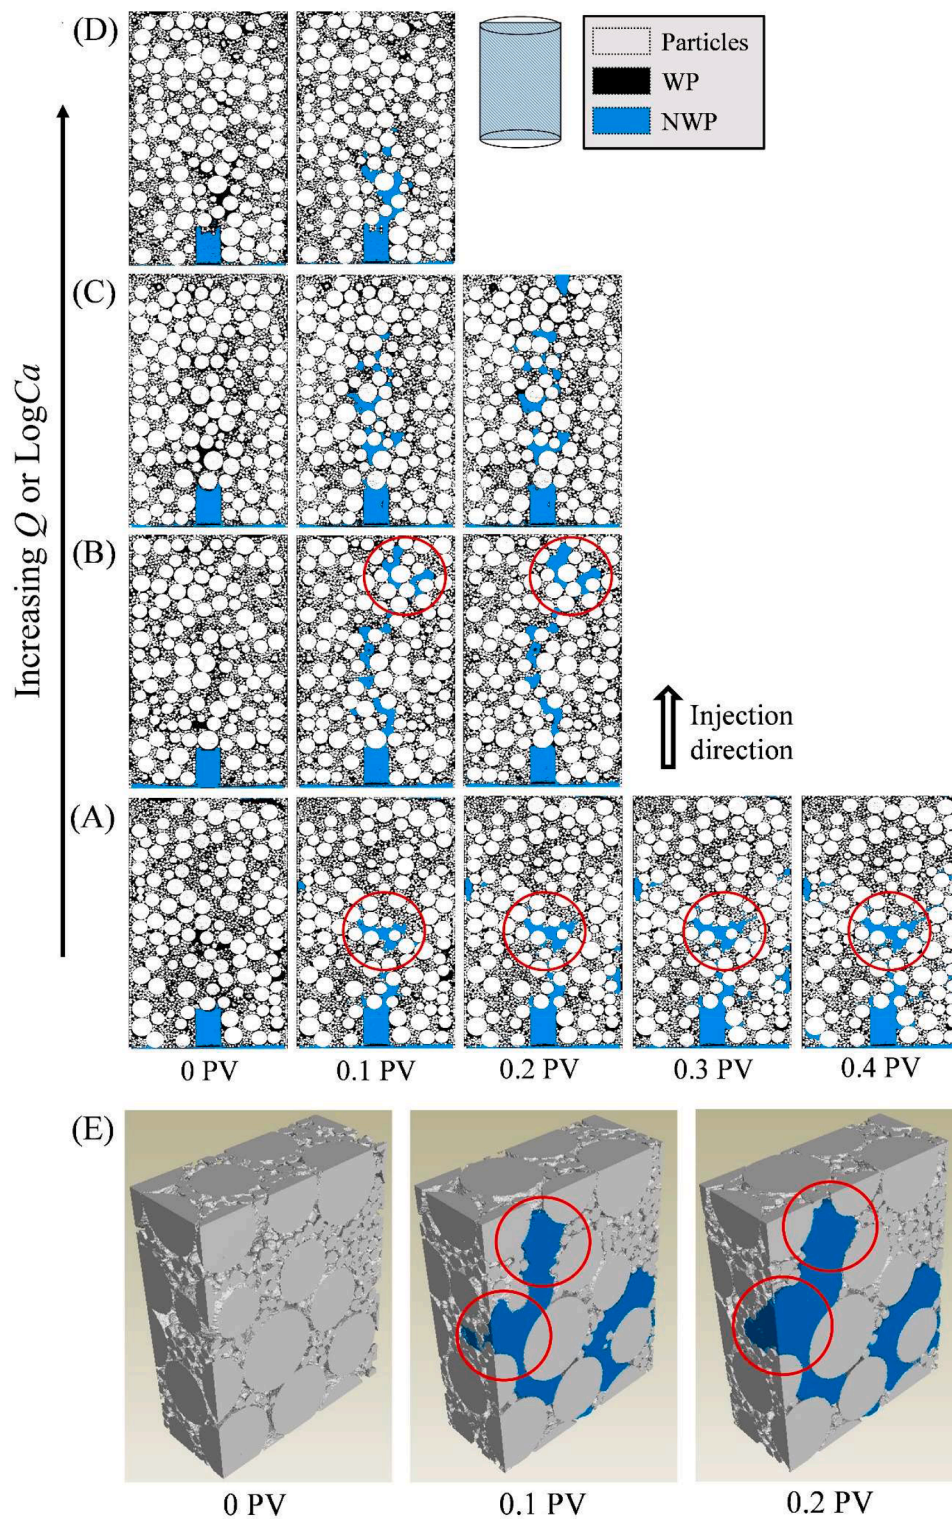 (D)
Particles
WP
NWP
Increasing Q or LogCa
(C)
(B)
Injection
direction
(A)
0 PV
0.1 PV
0.2 PV
0.3 PV
0.4 PV
(E)
0 PV
0.1 PV
0.2 PV